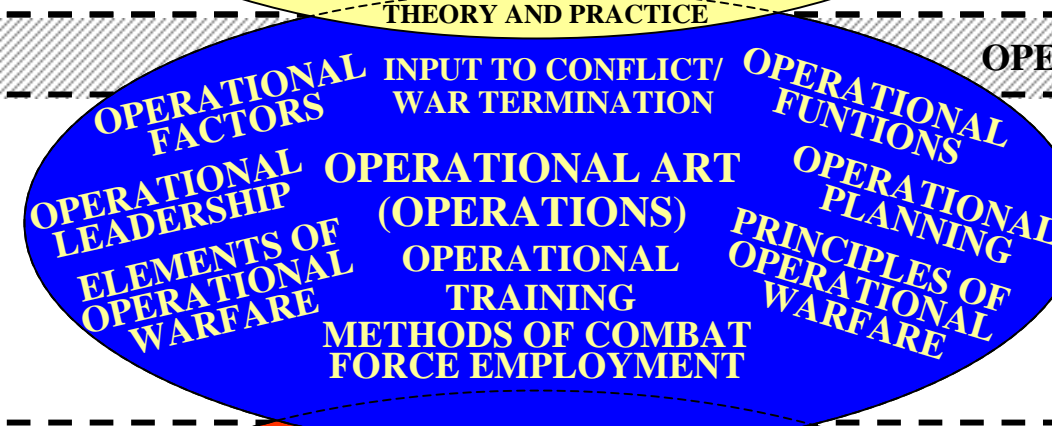 THEORY AND PRACTICE
OPE
OPERATIONAL
FACTORS
INPUT TO CONFLICT/
WAR TERMINATION
OPERATIONAL
FUNTIONS
OPERATIONAL
LEADERSHIP
OPERATIONAL ART
(OPERATIONS)
OPERATIONAL
PLANNING
ELEMENTS OF
OPERATIONAL
WARFARE
OPERATIONAL
TRAINING
METHODS OF COMBAT
FORCE EMPLOYMENT
PRINCIPLES OF
OPERATIONAL
WARFARE